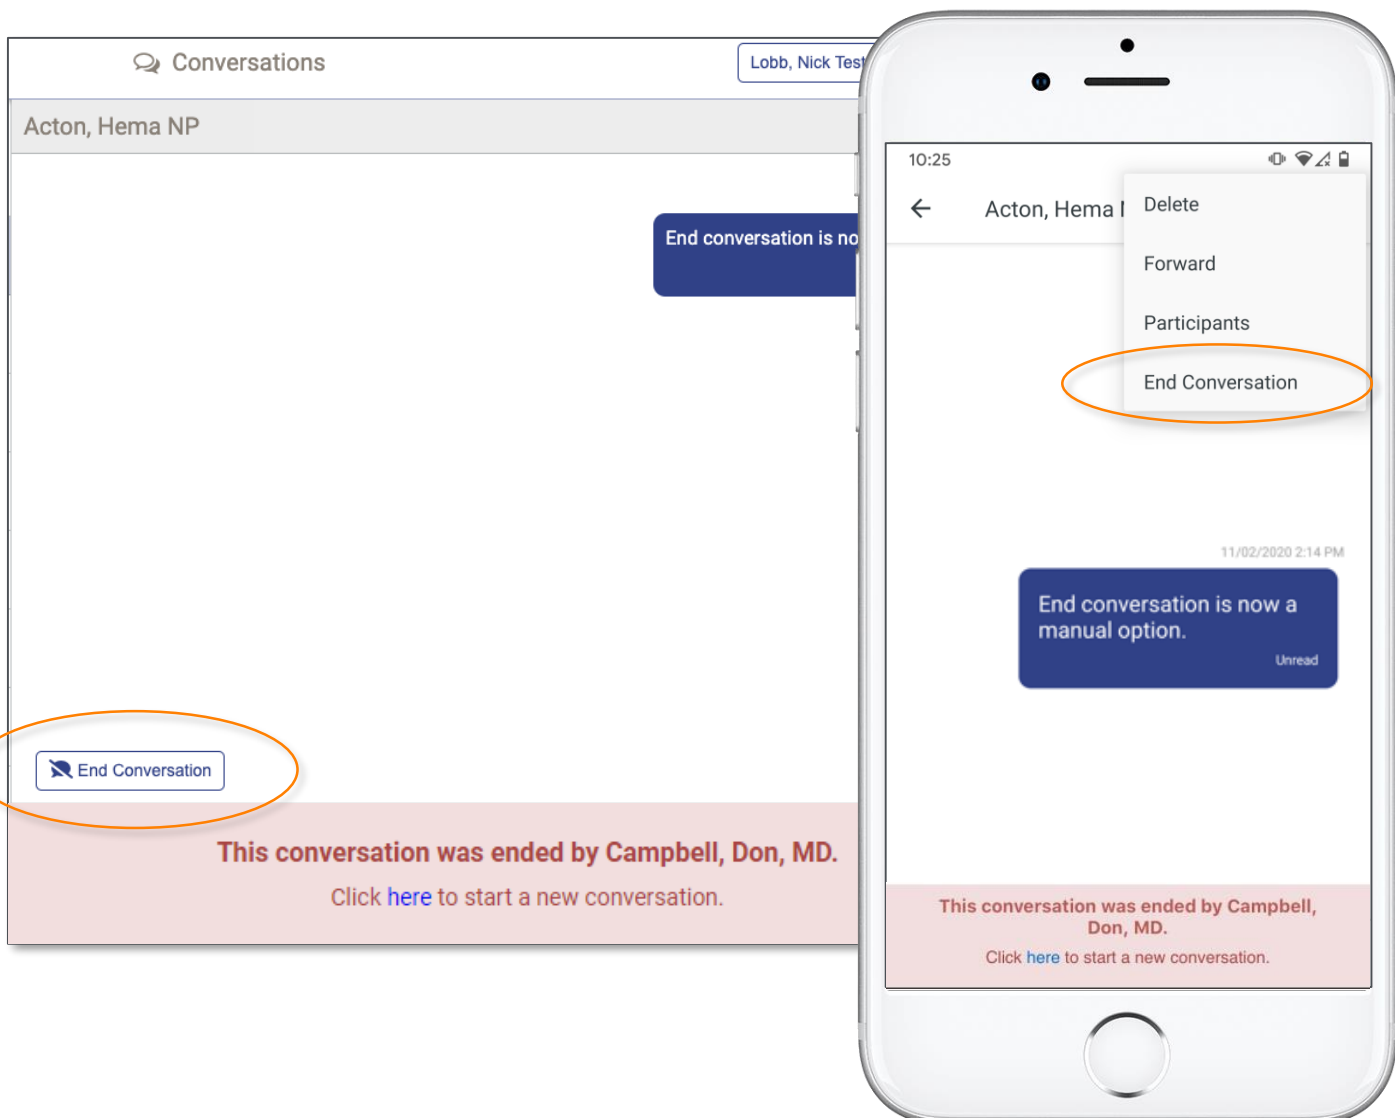 Conversations
Lobb, Nick Test
Acton, Hema NP
End conversation is no
End Conversation
This conversation was ended by Campbell, Don, MD.
Click here to start a new conversation.
10:25
Acton, Hema
Delete
Forward
Participants
End Conversation
11/02/2020 2:14 PM
End conversation is now a
manual option.
Unread
This conversation was ended by Campbell,
Don, MD.
Click here to start a new conversation.